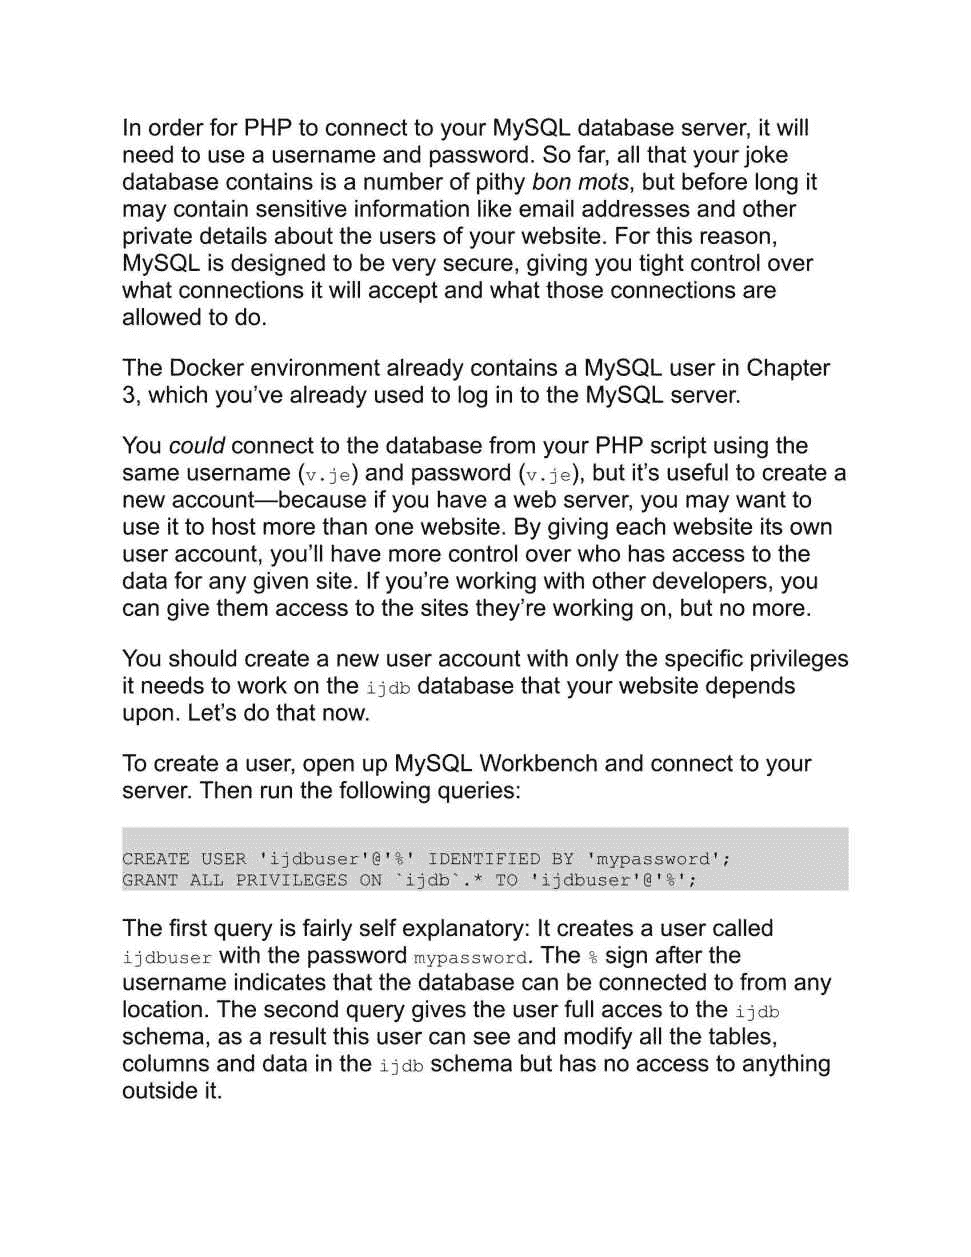 In order for PHP to connect to your MySQL database server, it will
need to use a username and password. So far, all that your joke
database contains is a number of pithy bon mots, but before long it
may contain sensitive information like email addresses and other
private details about the users of your website. For this reason,
MySQL is designed to be very secure, giving you tight control over
what connections it will accept and what those connections are
allowed to do.
The Docker environment already contains a MySQL user in Chapter
3, which you’ve already used to log in to the MySQL server.
You could connect to the database from your PHP script using the
same username (v.je) and password (v.je), but it’s useful to create a
new account—because if you have a web server, you may want to
use it to host more than one website. By giving each website its own
user account, you’ll have more control over who has access to the
data for any given site. If you’re working with other developers, you
can give them access to the sites they’re working on, but no more.
You should create a new user account with only the specific privileges
it needs to work on the ijdb database that your website depends
upon. Let’s do that now.
To create a user, open up MySQL Workbench and connect to your
server. Then run the following queries:
CREATE USER 'ijdbuser'@'%' IDENTIFIED BY 'mypassword';
GRANT ALL PRIVILEGES ON `ijdb`.* TO 'ijdbuser'@'%';
The first query is fairly self explanatory: It creates a user called
ijdbuser with the password mypassword. The % sign after the
username indicates that the database can be connected to from any
location. The second query gives the user full acces to the ijdb
schema, as a result this user can see and modify all the tables,
columns and data in the ijdb schema but has no access to anything
outside it.